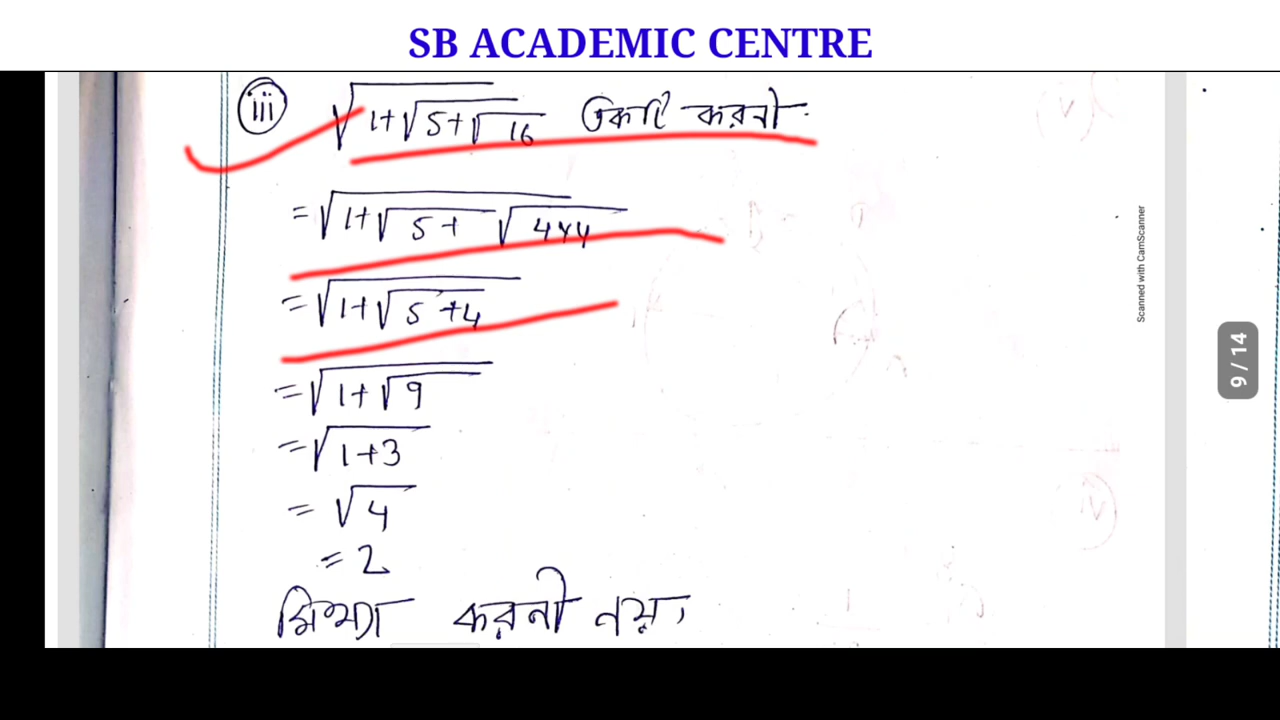 SB ACADEMIC CENTRE
iii √(1+√(5+√16)) একটি করণী
=√(1+√(5+√(4×4)))
=√(1+√(5+4))
=√(1+√9)
=√(1+3)
=√4
=2
মিথ্যা করণী নয়,
Scanned with CamScanner
9 / 14